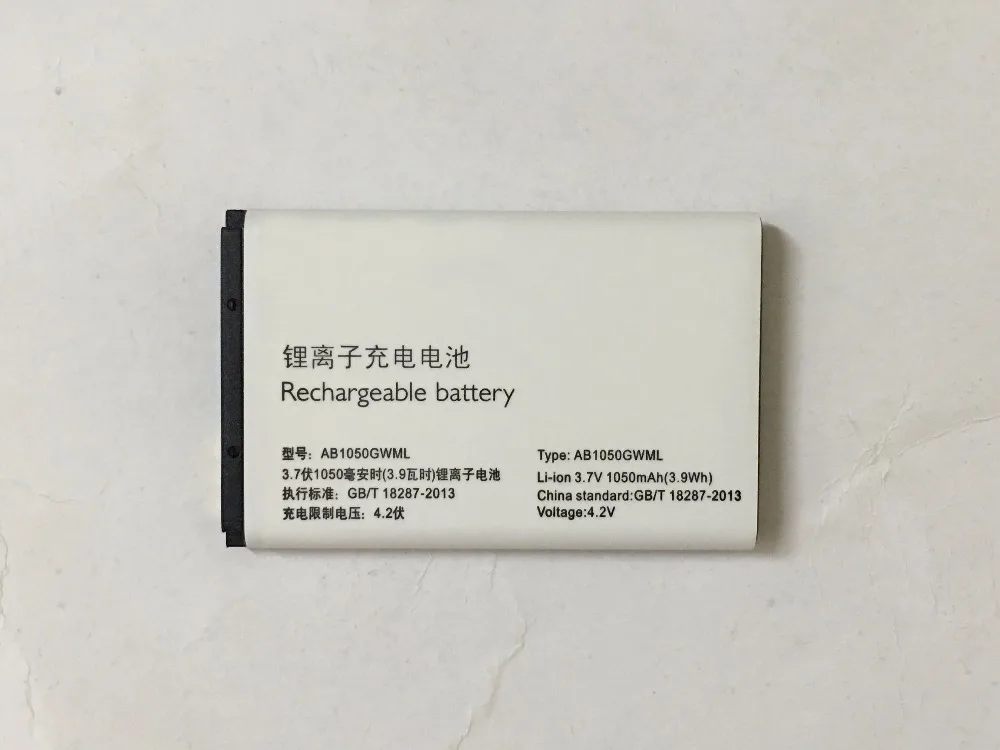 锂离子充电电池
Rechargeable battery
型号: AB1050GWML
3.7伏1050毫安时(3.9瓦时)锂离子电池
执行标准: GB/T 18287-2013
充电限制电压: 4.2伏
Type: AB1050GWML
Li-ion 3.7V 1050mAh(3.9Wh)
China standard:GB/T 18287-2013
Voltage:4.2V